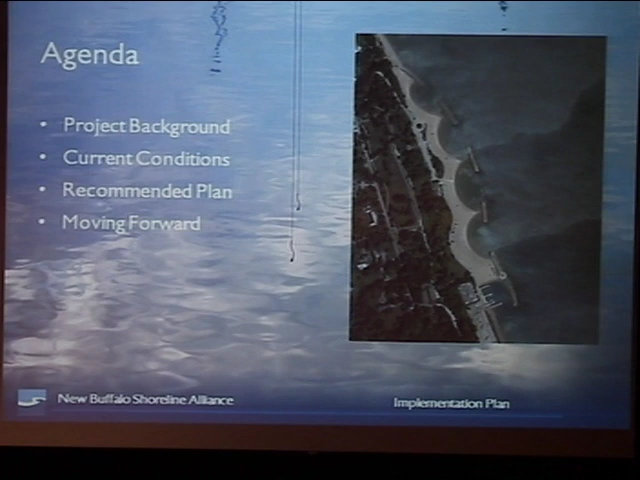 Agenda
• Project Background
• Current Conditions
• Recommended Plan
• Moving Forward
New Buffalo Shoreline Alliance
Implementation Plan